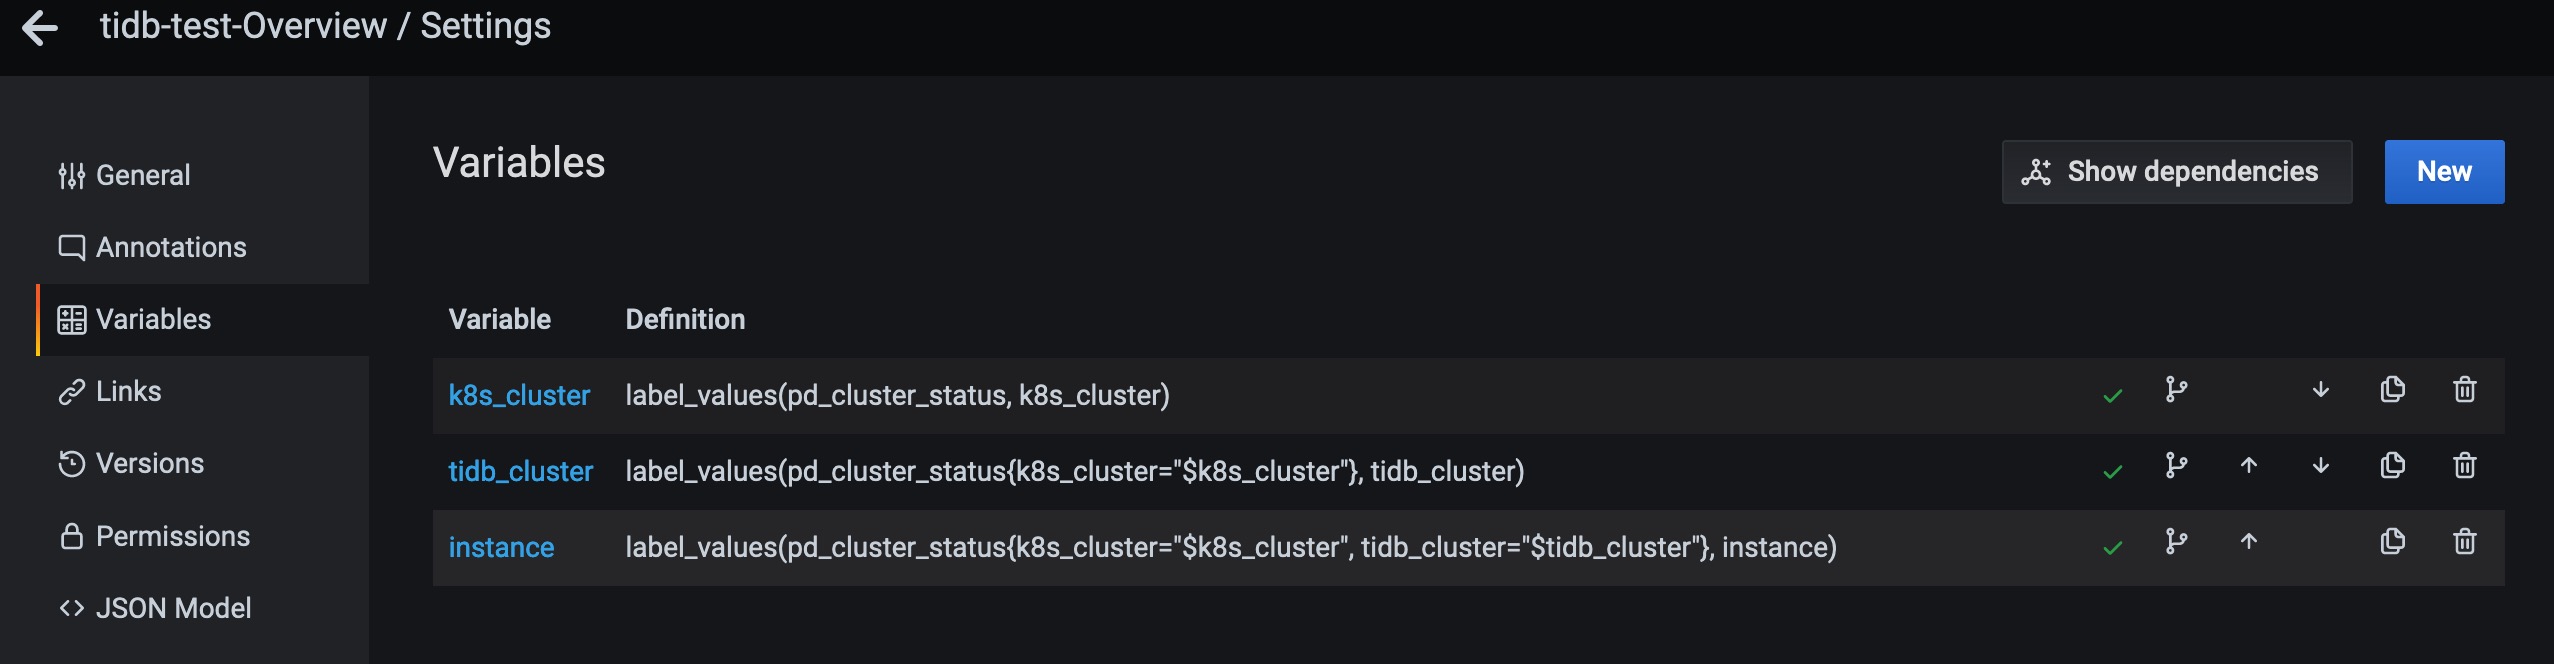 tidb-test-Overview / Settings
General
Annotations
Variables
Links
Versions
Permissions
JSON Model
Variables
Show dependencies
New
Variable Definition
k8s_cluster label_values(pd_cluster_status, k8s_cluster)
tidb_cluster label_values(pd_cluster_status{k8s_cluster="$k8s_cluster"}, tidb_cluster)
instance label_values(pd_cluster_status{k8s_cluster="$k8s_cluster", tidb_cluster="$tidb_cluster"}, instance)